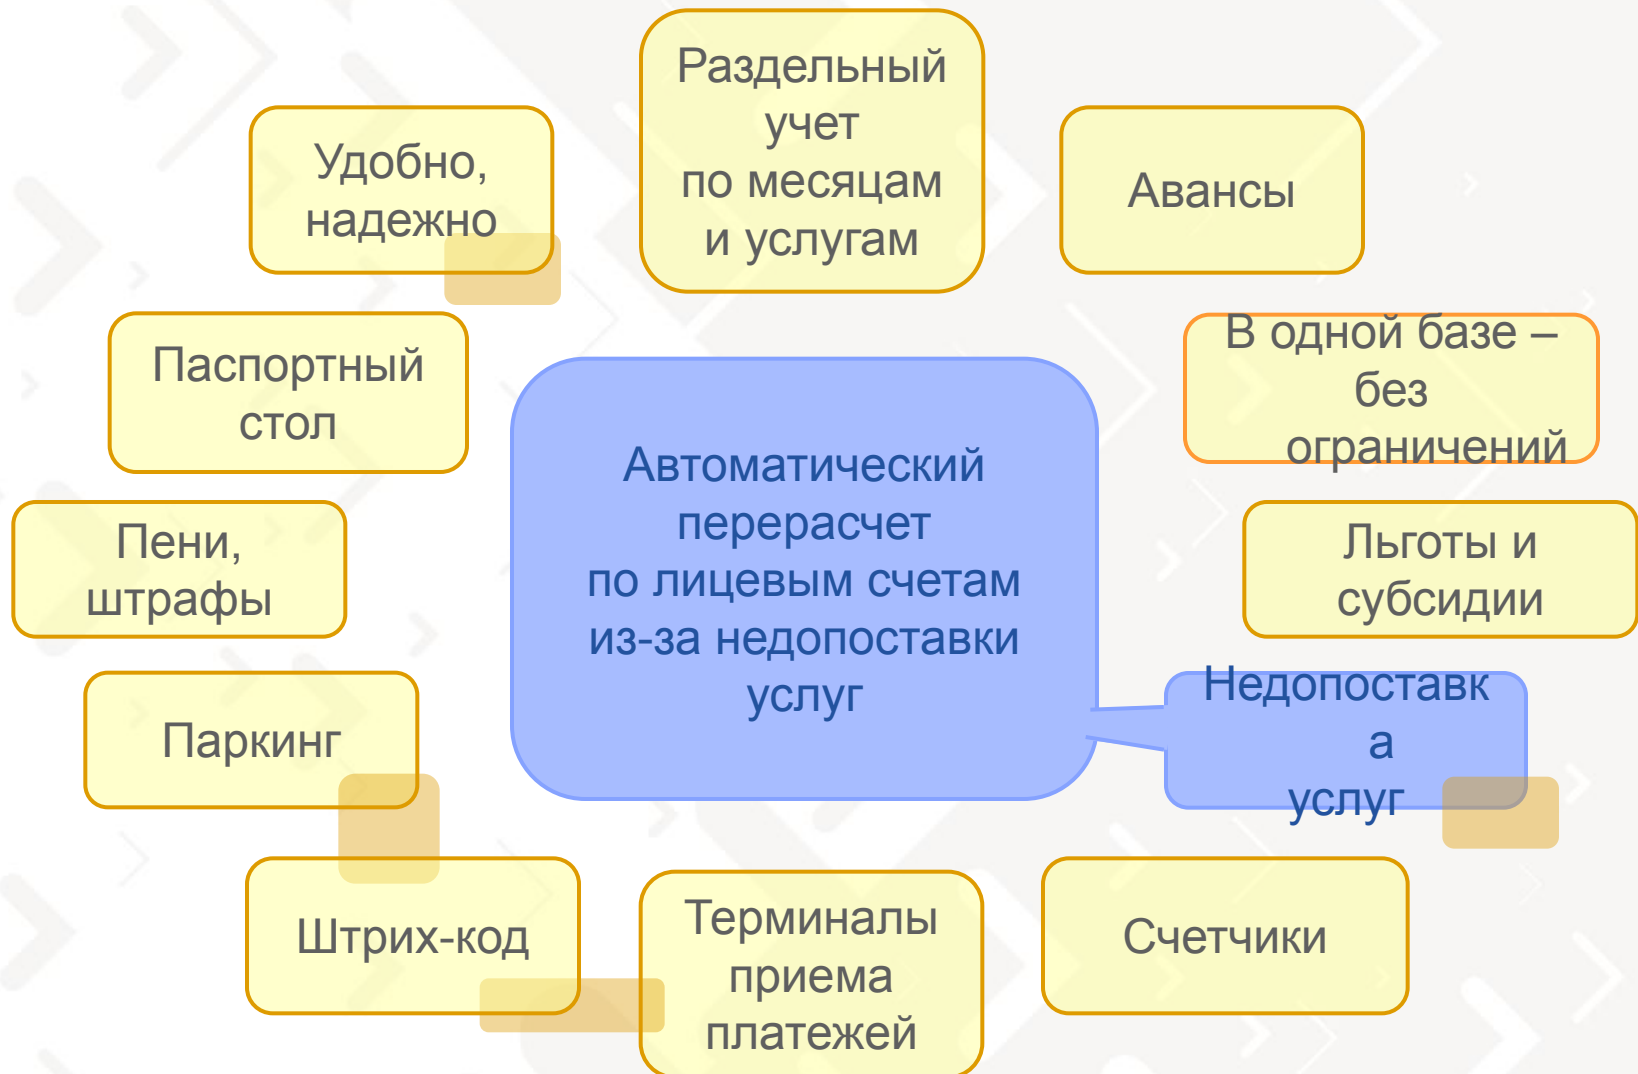 Раздельный
учет
по месяцам
и услугам
Удобно,
надежно
Авансы
Паспортный
стол
В одной базе –
без
ограничений
Автоматический
перерасчет
по лицевым счетам
из-за недопоставки
услуг
Пени,
штрафы
Льготы и
субсидии
Паркинг
Недопоставк
а
услуг
Штрих-код
Терминалы
приема
платежей
Счетчики